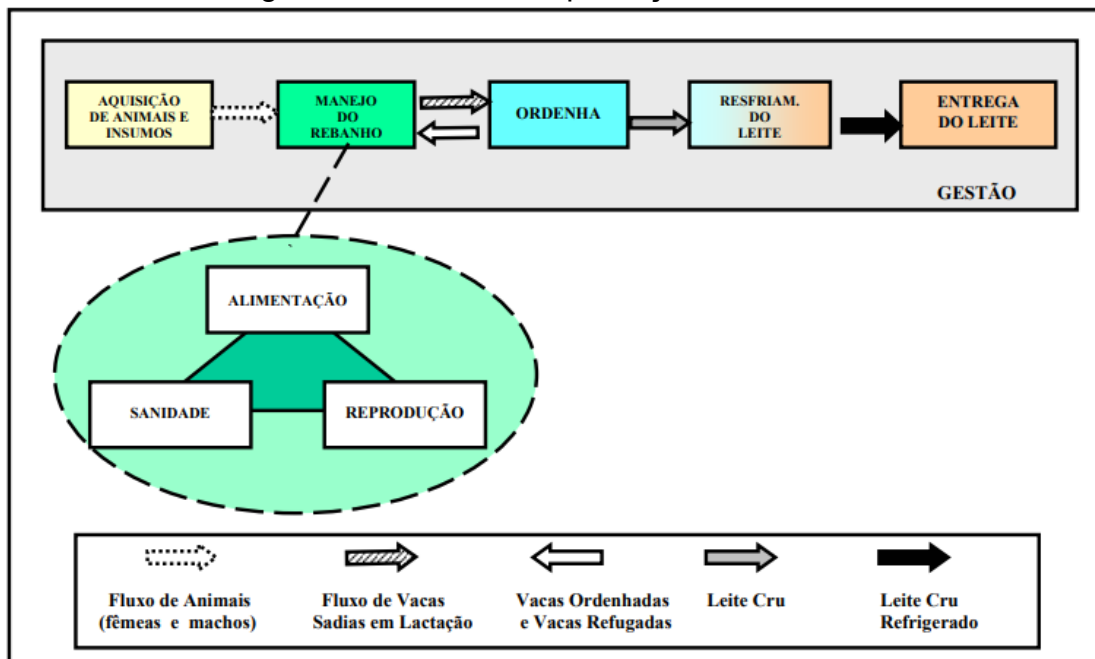 AQUISIÇÃO
DE ANIMAIS E
INSUMOS
MANEJO
DO
REBANHO
ORDENHA
RESFRIAM.
DO
LEITE
ENTREGA
DO LEITE
GESTÃO
ALIMENTAÇÃO
SANIDADE
REPRODUÇÃO
Fluxo de Animais
(fêmeas e machos)
Fluxo de Vacas
Sadias em Lactação
Vacas Ordenhadas
e Vacas Refugadas
Leite Cru
Leite Cru
Refrigerado